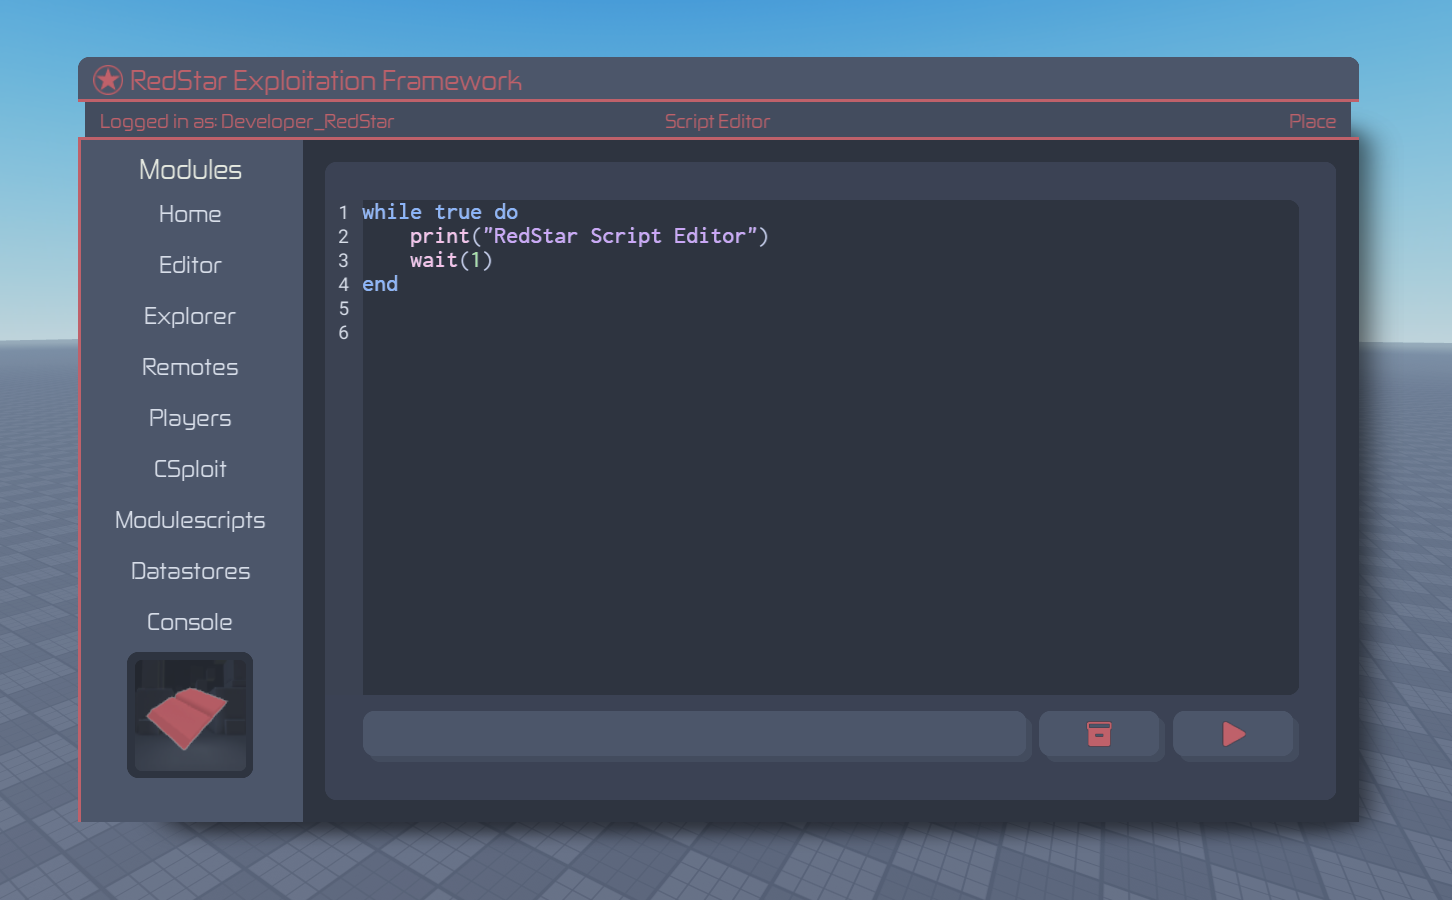 RedStar Exploitation Framework
Logged in as: Developer_RedStar
Script Editor
Place
Modules
Home
Editor
Explorer
Remotes
Players
CSploit
Modulescripts
Datastores
Console
1 while true do
2     print("RedStar Script Editor")
3     wait(1)
4 end
5
6